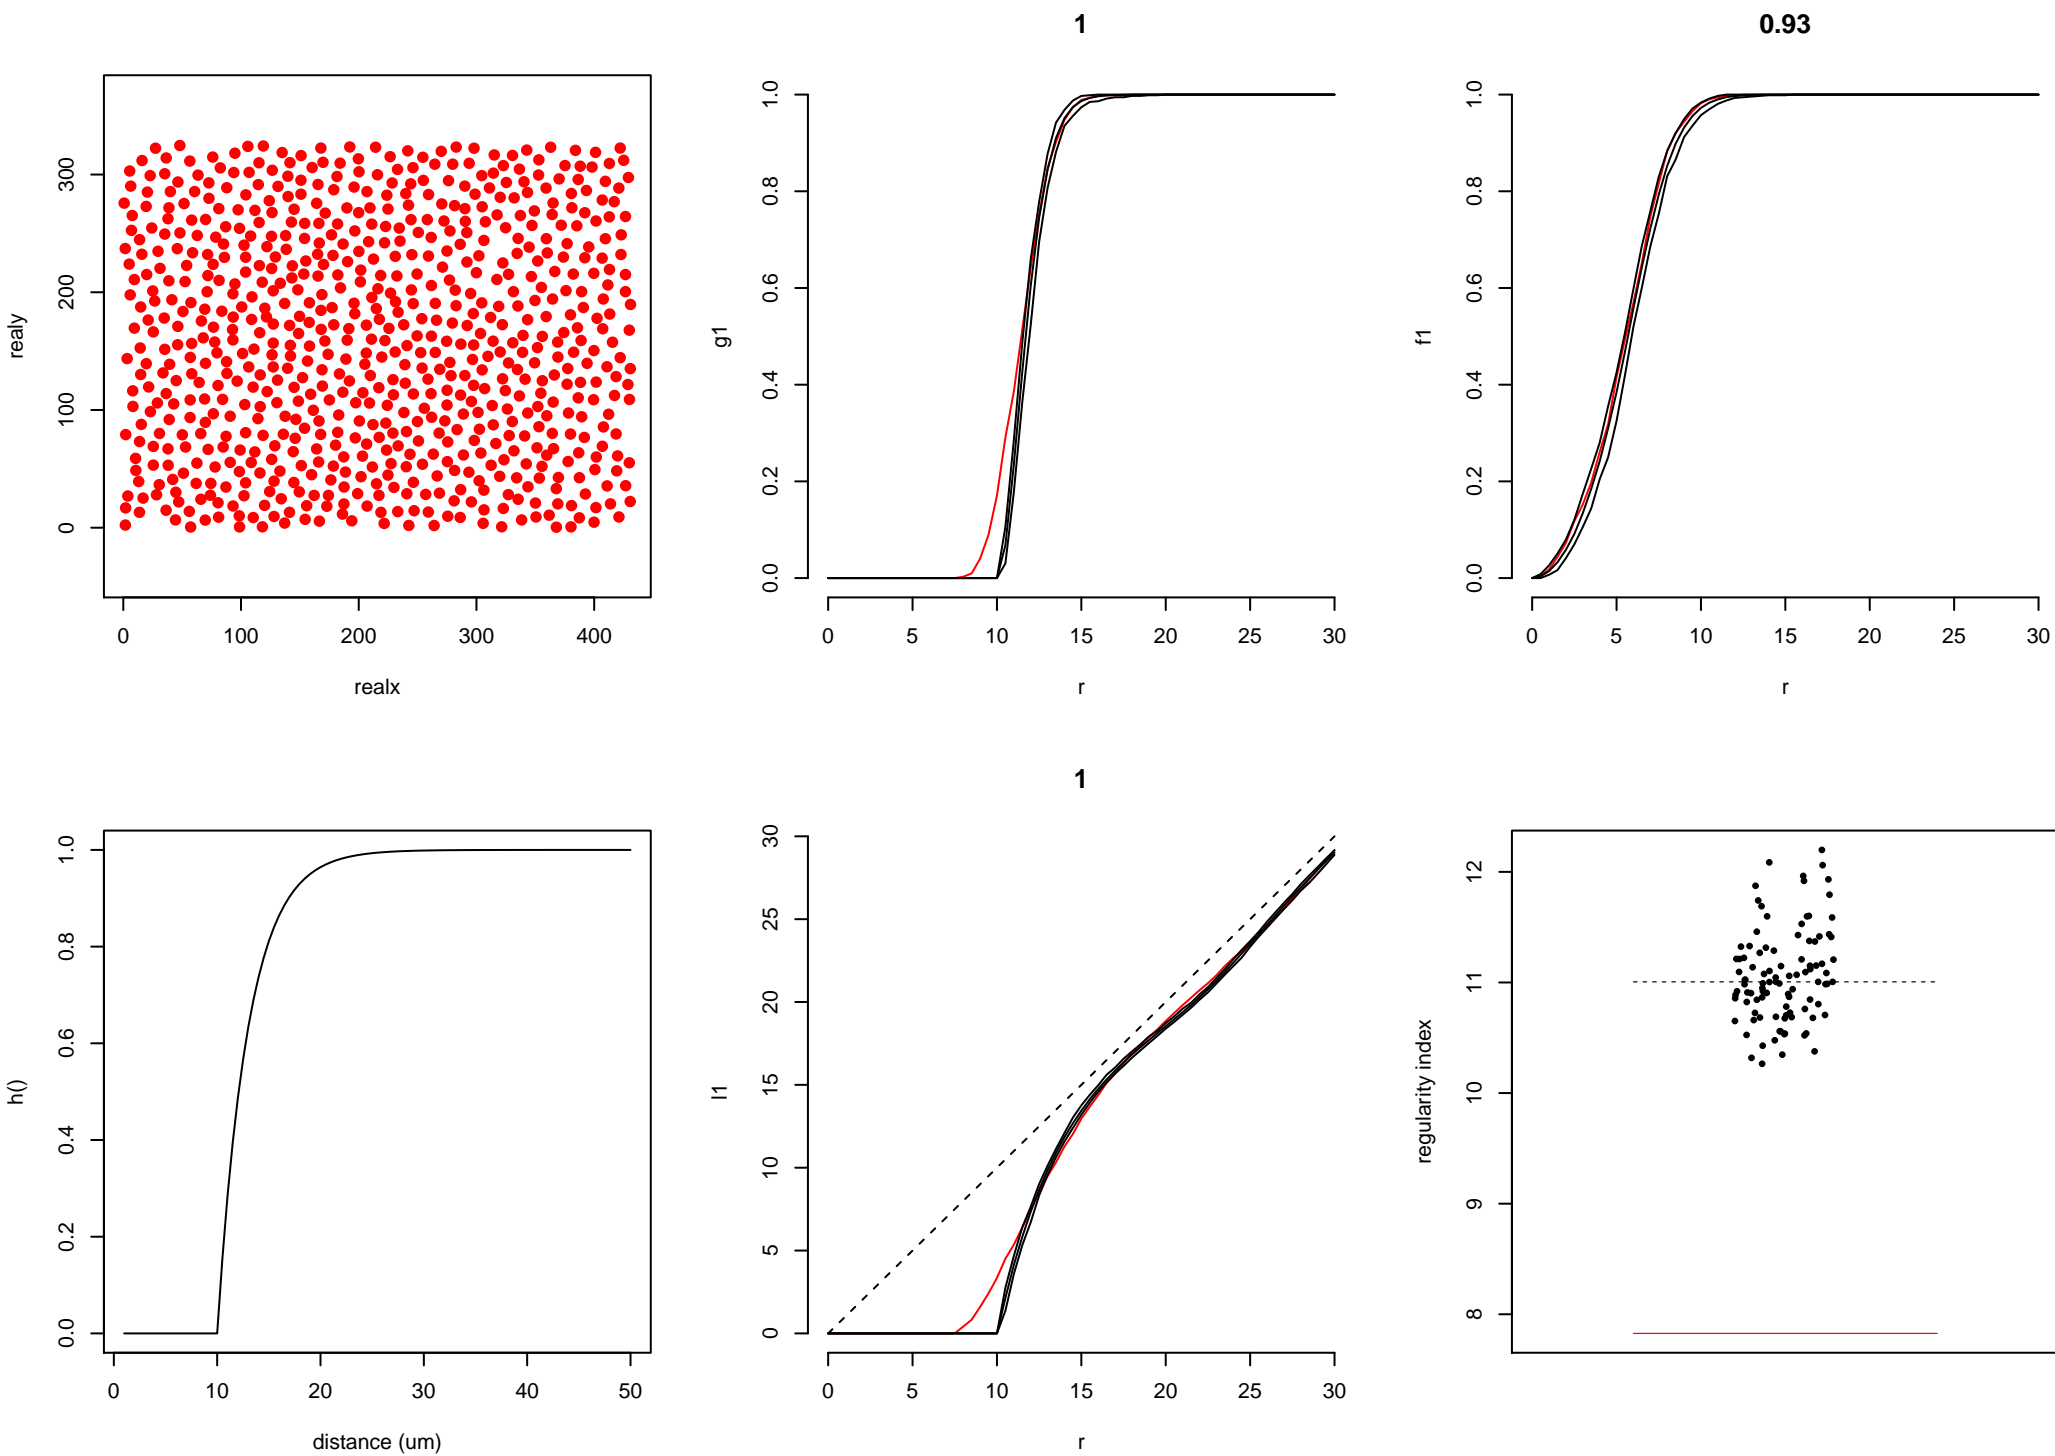 realy
0 100 200 300
0 100 200 300 400
realx
1
g1
0.0 0.2 0.4 0.6 0.8 1.0
0 5 10 15 20 25 30
r
0.93
f1
0.0 0.2 0.4 0.6 0.8 1.0
0 5 10 15 20 25 30
r
h()
0.0 0.2 0.4 0.6 0.8 1.0
0 10 20 30 40 50
distance (um)
1
l1
0 5 10 15 20 25 30
0 5 10 15 20 25 30
r
regularity index
8 9 10 11 12